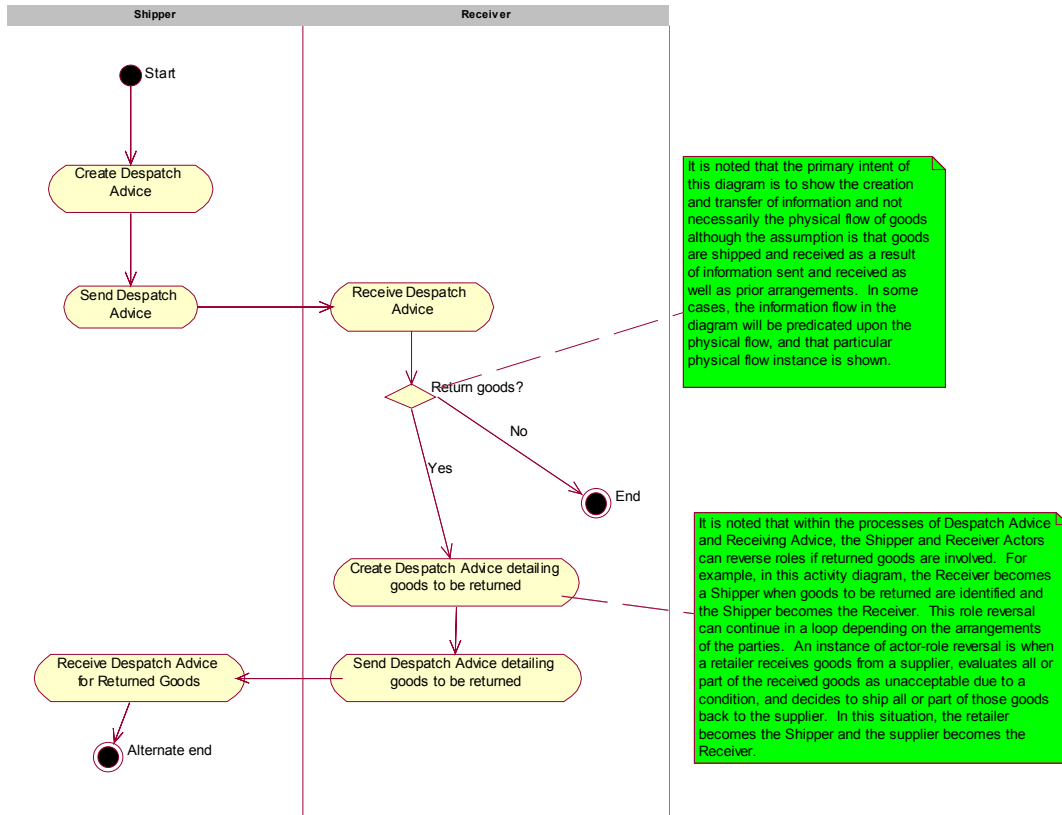 Shipper
Receiver
Start
Create Despatch
Advice
Send Despatch
Advice
Receive Despatch
Advice
It is noted that the primary intent of
this diagram is to show the creation
and transfer of information and not
necessarily the physical flow of goods
although the assumption is that goods
are shipped and received as a result
of information sent and received as
well as prior arrangements.  In some
cases, the information flow in the
diagram will be predicated upon the
physical flow, and that particular
physical flow instance is shown.
Return goods?
No
Yes
End
Create Despatch Advice detailing
goods to be returned
It is noted that within the processes of Despatch Advice
and Receiving Advice, the Shipper and Receiver Actors
can reverse roles if returned goods are involved.  For
example, in this activity diagram, the Receiver becomes
a Shipper when goods to be returned are identified and
the Shipper becomes the Receiver.  This role reversal
can continue in a loop depending on the arrangements
of the parties.  An instance of actor-role reversal is when
a retailer receives goods from a supplier, evaluates all or
part of the received goods as unacceptable due to a
condition, and decides to ship all or part of those goods
back to the supplier.  In this situation, the retailer
becomes the Shipper and the supplier becomes the
Receiver.
Send Despatch Advice detailing
goods to be returned
Receive Despatch Advice
for Returned Goods
Alternate end